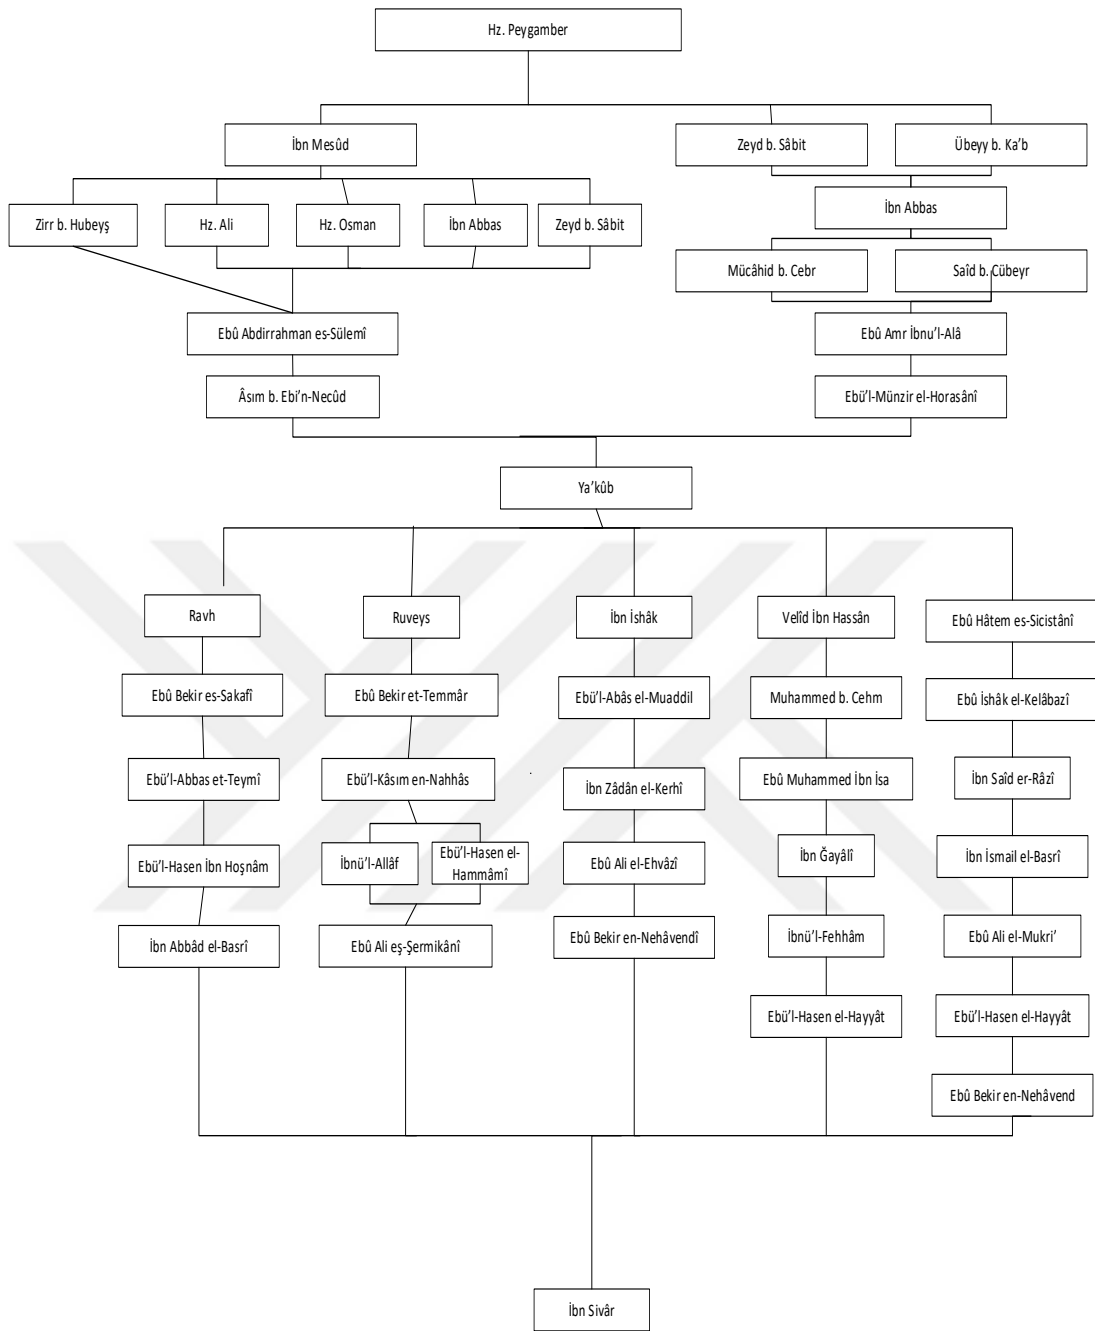 Hz. Peygamber
İbn Mesûd
Zeyd b. Sâbit
Übeyy b. Ka’b
Zirr b. Hubeyş
Hz. Ali
Hz. Osman
İbn Abbas
Zeyd b. Sâbit
İbn Abbas
Mücâhid b. Cebr
Saîd b. Cübeyr
Ebû Abdirrahman es-Sülemî
Ebû Amr İbnu’l-Alâ
Âsım b. Ebi’n-Necûd
Ebü’l-Münzir el-Horasânî
Ya’kûb
Ravh
Ruveys
İbn İshâk
Velîd İbn Hassân
Ebû Hâtem es-Sicistânî
Ebû Bekir es-Sakafî
Ebû Bekir et-Temmâr
Ebü’l-Abâs el-Muaddil
Muhammed b. Cehm
Ebû İshâk el-Kelâbazî
Ebü’l-Abbas et-Teymî
Ebü’l-Kâsım en-Nahhâs
İbn Zâdân el-Kerhî
Ebû Muhammed İbn İsa
İbn Saîd er-Râzî
Ebü’l-Hasen İbn Hoşnâm
İbnü’l-Allâf
Ebü’l-Hasen el-
Hammâmî
Ebû Ali el-Ehvâzî
İbn Ğayâlî
İbn İsmail el-Basrî
İbn Abbâd el-Basrî
Ebû Ali eş-Şermikânî
Ebû Bekir en-Nehâvendî
İbnü’l-Fehhâm
Ebû Ali el-Mukri’
Ebü’l-Hasen el-Hayyât
Ebü’l-Hasen el-Hayyât
Ebû Bekir en-Nehâvend
İbn Sivâr